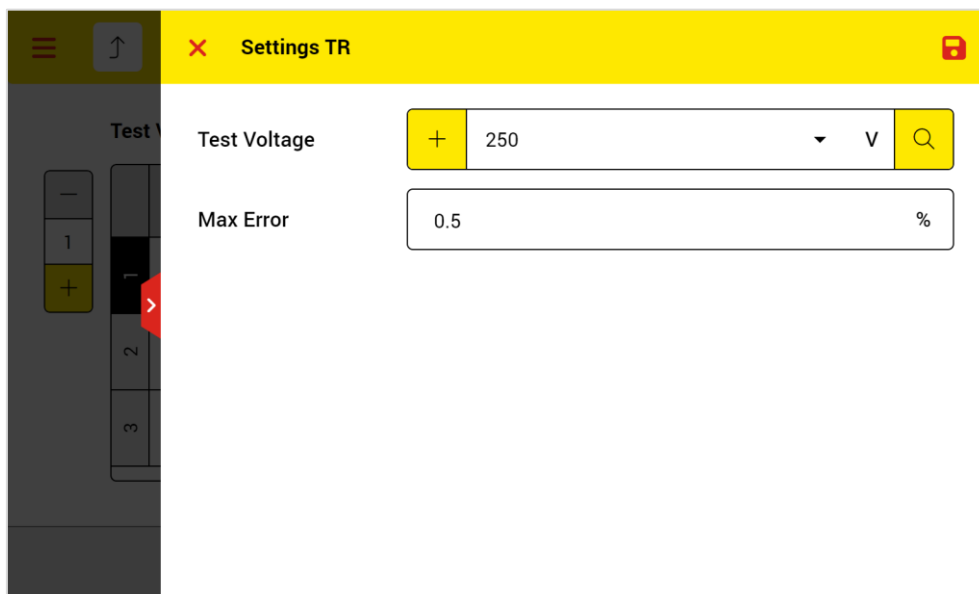 Settings TR
Test Voltage
+ 250 V
Max Error
0.5 %
Test
1
+
1
2
3